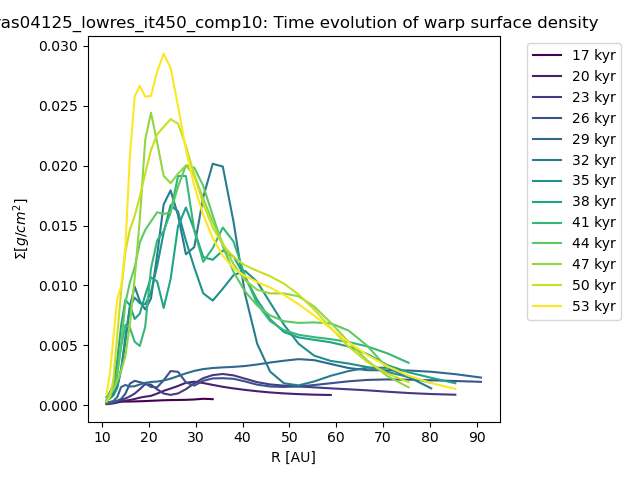 as04125_lowres_it450_comp10: Time evolution of warp surface density
0.030
0.025
0.020
0.015
0.010
0.005
0.000
Σ[g/cm²]
10 20 30 40 50 60 70 80 90
R [AU]
17 kyr
20 kyr
23 kyr
26 kyr
29 kyr
32 kyr
35 kyr
38 kyr
41 kyr
44 kyr
47 kyr
50 kyr
53 kyr